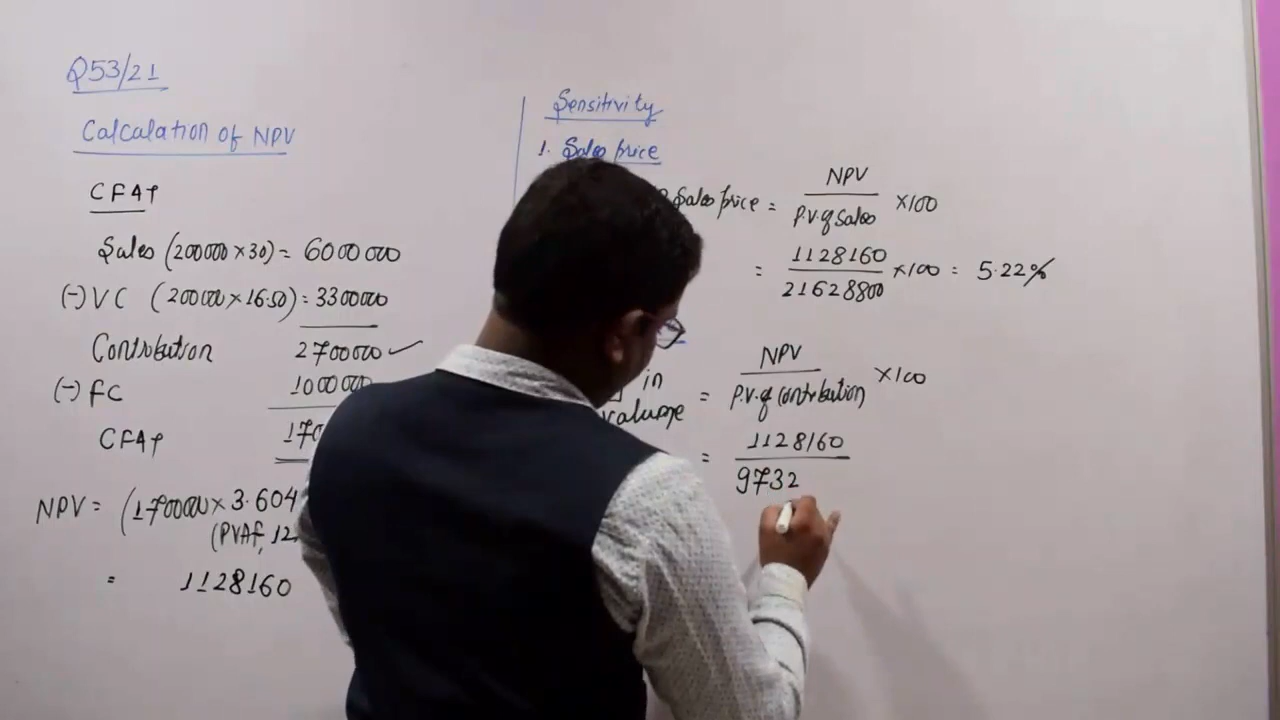 Q53/21
Calculation of NPV
CFAT
Sales (200000×30) = 6000000
(-) VC (200000×16.50) = 3300000
Contribution 2700000 ✓
(-) FC 1000000
CFAT
NPV = (1700000 × 3.604
(PVAF, 12
= 1128160
Sensitivity
1. Sales price
Sales price = NPV / P.V. of Sales ×100
= 1128160 / 21628800 ×100 = 5.22%
in
volume = NPV / P.V. of contribution ×100
= 1128160 / 9732